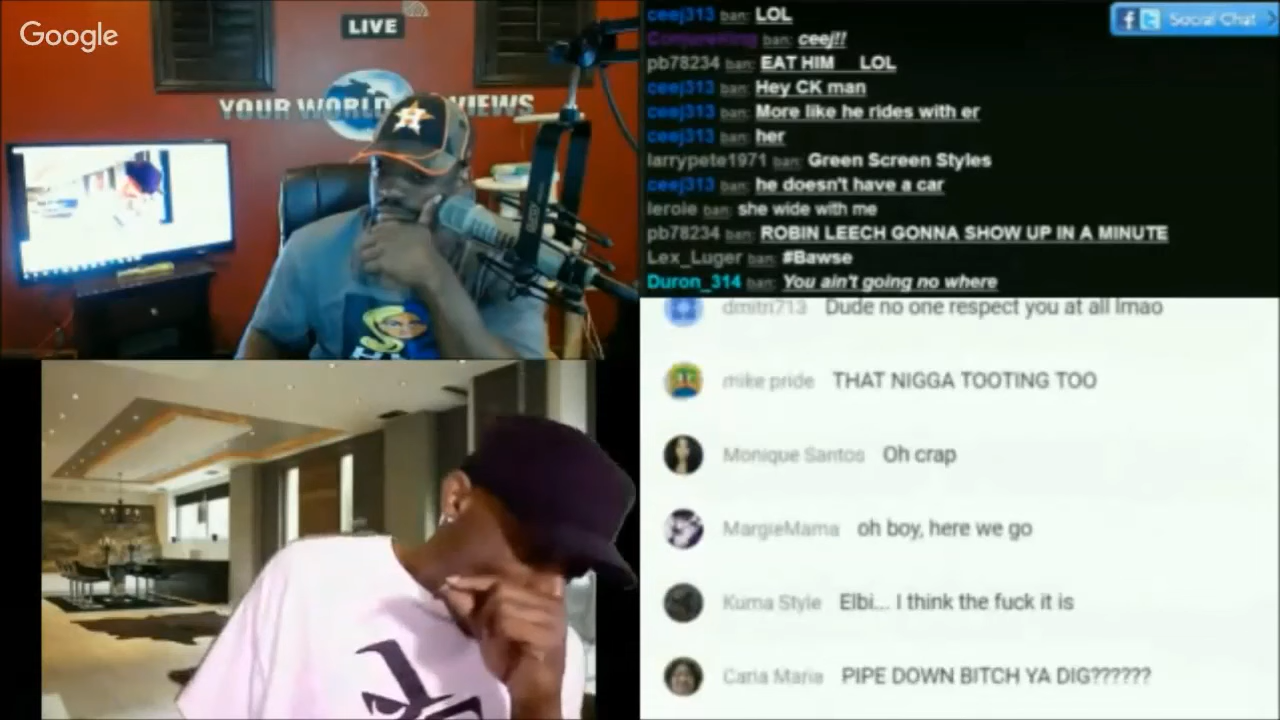 Google
LIVE
YOUR WORLD VIEWS
ceej313 ban: LOL
ban: ceej!!
pb78234 ban: EAT HIM LOL
ceej313 ban: Hey CK man
ceej313 ban: More like he rides with er
ceej313 ban: her
larrypete1971 ban: Green Screen Styles
ceej313 ban: he doesn't have a car
leroie ban: she wide with me
pb78234 ban: ROBIN LEECH GONNA SHOW UP IN A MINUTE
Lex_Luger ban: #Bawse
Duron_314 ban: You ain't going no where
Social Chat
dmitri713 Dude no one respect you at all lmao
mike pride THAT NIGGA TOOTING TOO
Monique Santos Oh crap
MargieMama oh boy, here we go
Kuma Style Elbi... I think the fuck it is
Carla Maria PIPE DOWN BITCH YA DIG??????